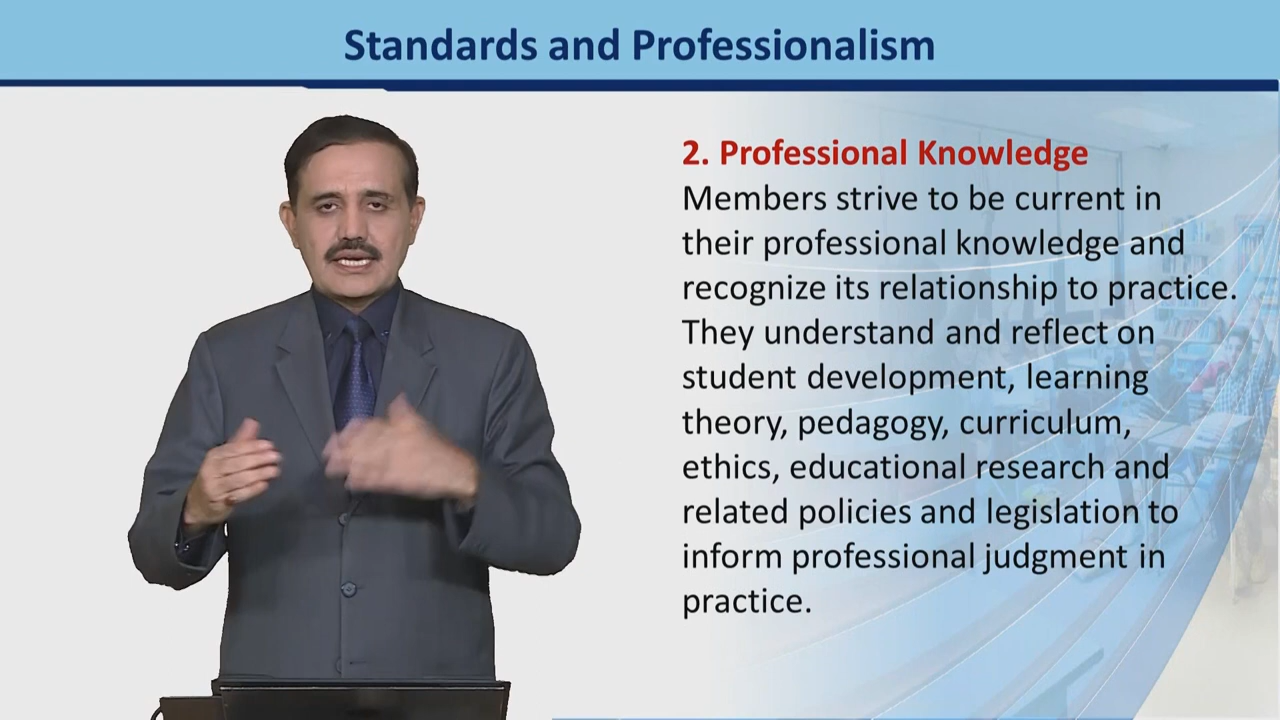 Standards and Professionalism
2. Professional Knowledge
Members strive to be current in
their professional knowledge and
recognize its relationship to practice.
They understand and reflect on
student development, learning
theory, pedagogy, curriculum,
ethics, educational research and
related policies and legislation to
inform professional judgment in
practice.